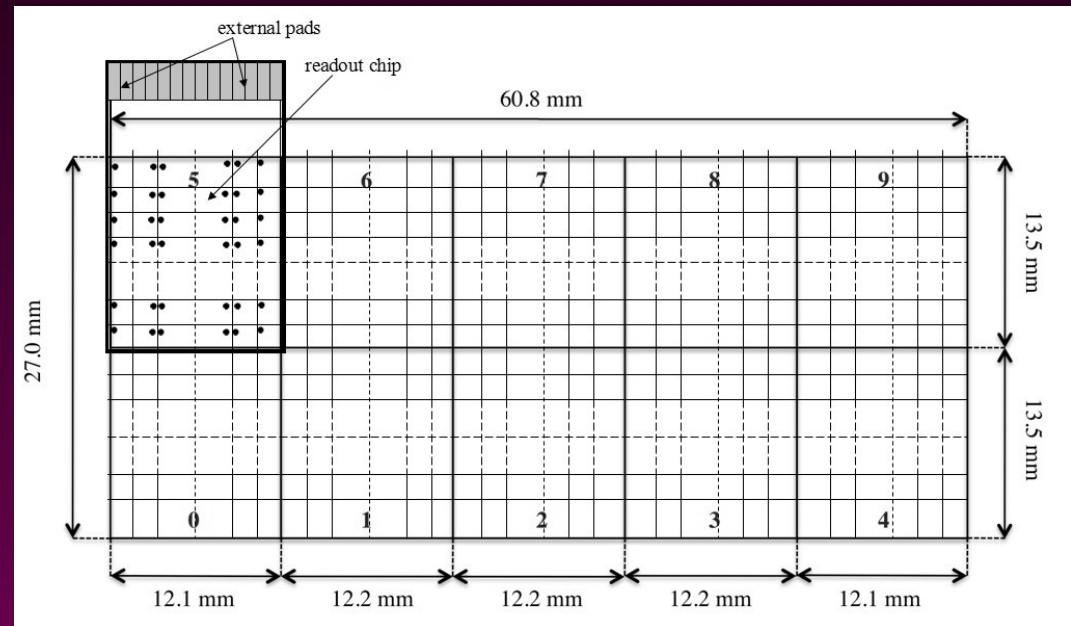 external pads
readout chip
60.8 mm
5 6 7 8 9
13.5 mm
27.0 mm
13.5 mm
0 1 2 3 4
12.1 mm 12.2 mm 12.2 mm 12.2 mm 12.1 mm